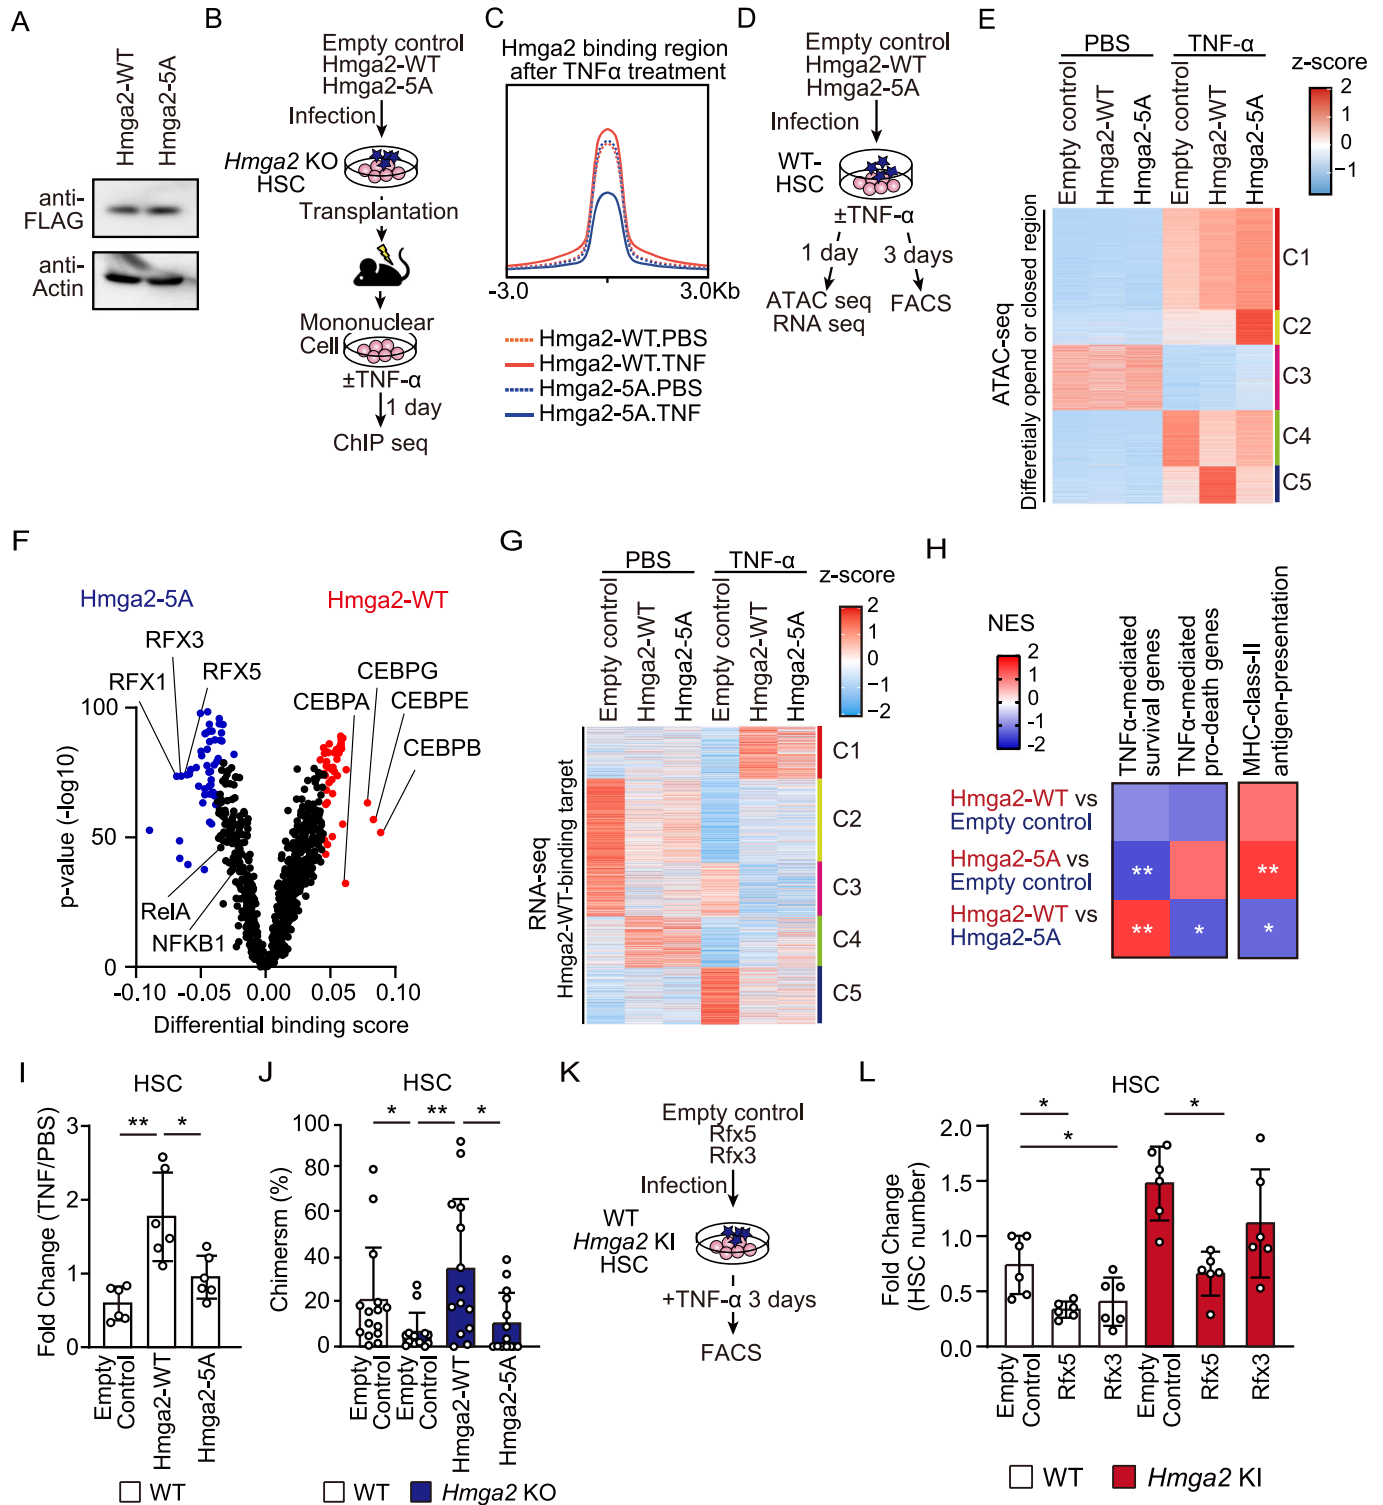 A
Hmga2-WT
Hmga2-5A
anti-
FLAG
anti-
Actin
B
Empty control
Hmga2-WT
Hmga2-5A
Infection
Hmga2 KO
HSC
Transplantation
Mononuclear
Cell
±TNF-α
1 day
ChIP seq
C
Hmga2 binding region
after TNFα treatment
-3.0
3.0Kb
Hmga2-WT.PBS
Hmga2-WT.TNF
Hmga2-5A.PBS
Hmga2-5A.TNF
D
Empty control
Hmga2-WT
Hmga2-5A
Infection
WT-
HSC
±TNF-α
1 day
3 days
ATAC seq
RNA seq
FACS
E
PBS
TNF-α
Empty control
Hmga2-WT
Hmga2-5A
Empty control
Hmga2-WT
Hmga2-5A
z-score
2
1
0
−1
ATAC-seq
Differetialy opend or closed region
C1
C2
C3
C4
C5
F
Hmga2-5A
Hmga2-WT
RFX3
RFX1
RFX5
CEBPG
CEBPA
CEBPE
CEBPB
RelA
NFKB1
p-value (-log10)
100
50
0
-0.10
-0.05
0.00
0.05
0.10
Differential binding score
G
PBS
TNF-α
Empty control
Hmga2-WT
Hmga2-5A
Empty control
Hmga2-WT
Hmga2-5A
z-score
2
1
0
−1
−2
RNA-seq
Hmga2-WT-binding target
C1
C2
C3
C4
C5
H
NES
2
1
0
-1
-2
TNFα-mediated
survival genes
TNFα-mediated
pro-death genes
MHC-class-II
antigen-presentation
Hmga2-WT vs
Empty control
Hmga2-5A vs
Empty control
** **
Hmga2-WT vs
Hmga2-5A
** * *
I
HSC
** *
Fold Change (TNF/PBS)
3
2
1
0
Empty
Control
Hmga2-WT
Hmga2-5A
WT
J
HSC
* ** *
Chimersm (%)
100
80
60
40
20
0
Empty
Control
Empty
Control
Hmga2-WT
Hmga2-5A
WT
Hmga2 KO
K
Empty control
Rfx5
Rfx3
Infection
WT
Hmga2 KI
HSC
+TNF-α 3 days
FACS
L
HSC
* * *
Fold Change
(HSC number)
2.0
1.5
1.0
0.5
0.0
Empty
Control
Rfx5
Rfx3
Empty
Control
Rfx5
Rfx3
WT
Hmga2 KI